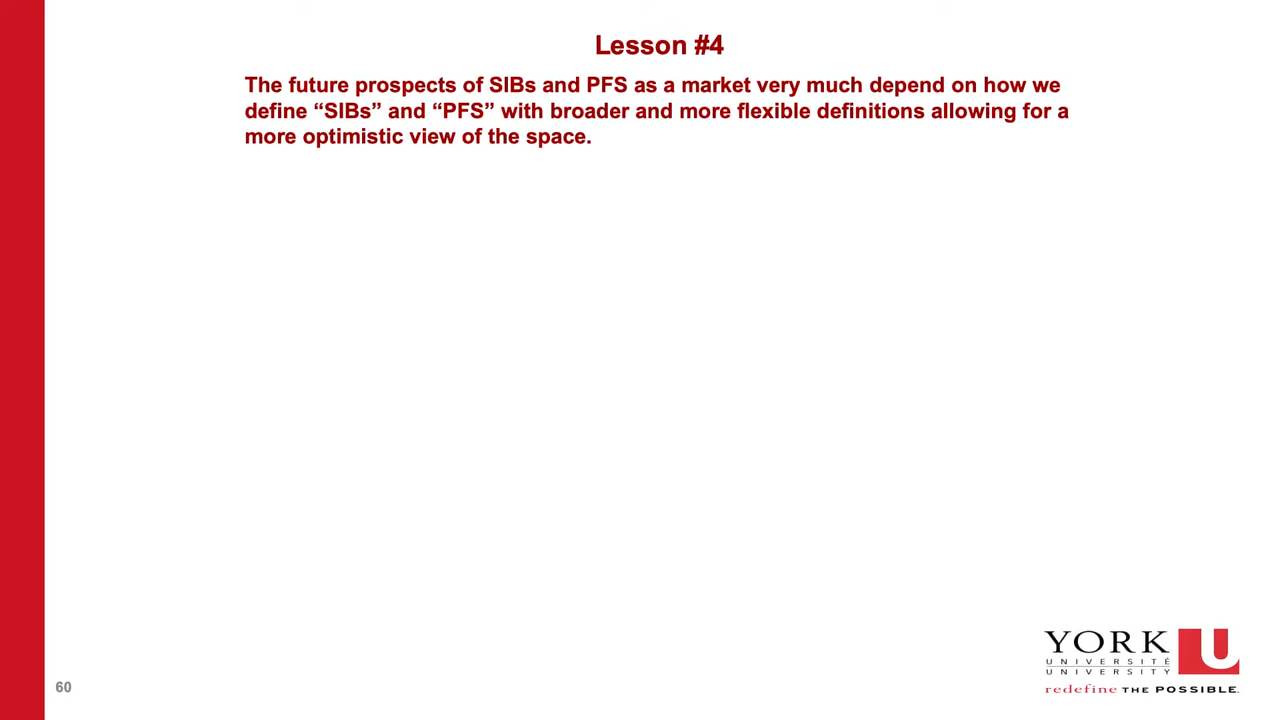 Lesson #4
The future prospects of SIBs and PFS as a market very much depend on how we
define “SIBs” and “PFS” with broader and more flexible definitions allowing for a
more optimistic view of the space.
YORK U
UNIVERSITÉ
UNIVERSITY
redefine THE POSSIBLE.
60